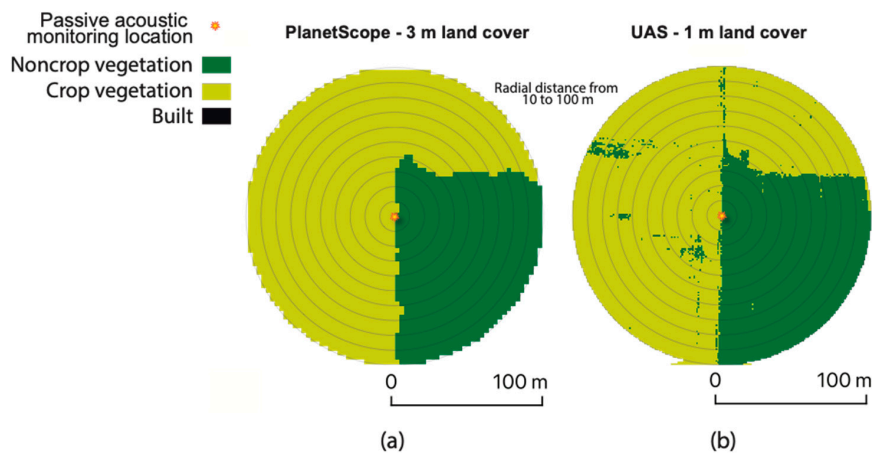 Passive acoustic
monitoring location
Noncrop vegetation
Crop vegetation
Built
PlanetScope - 3 m land cover
UAS - 1 m land cover
Radial distance from
10 to 100 m
0
100 m
0
100 m
(a)
(b)